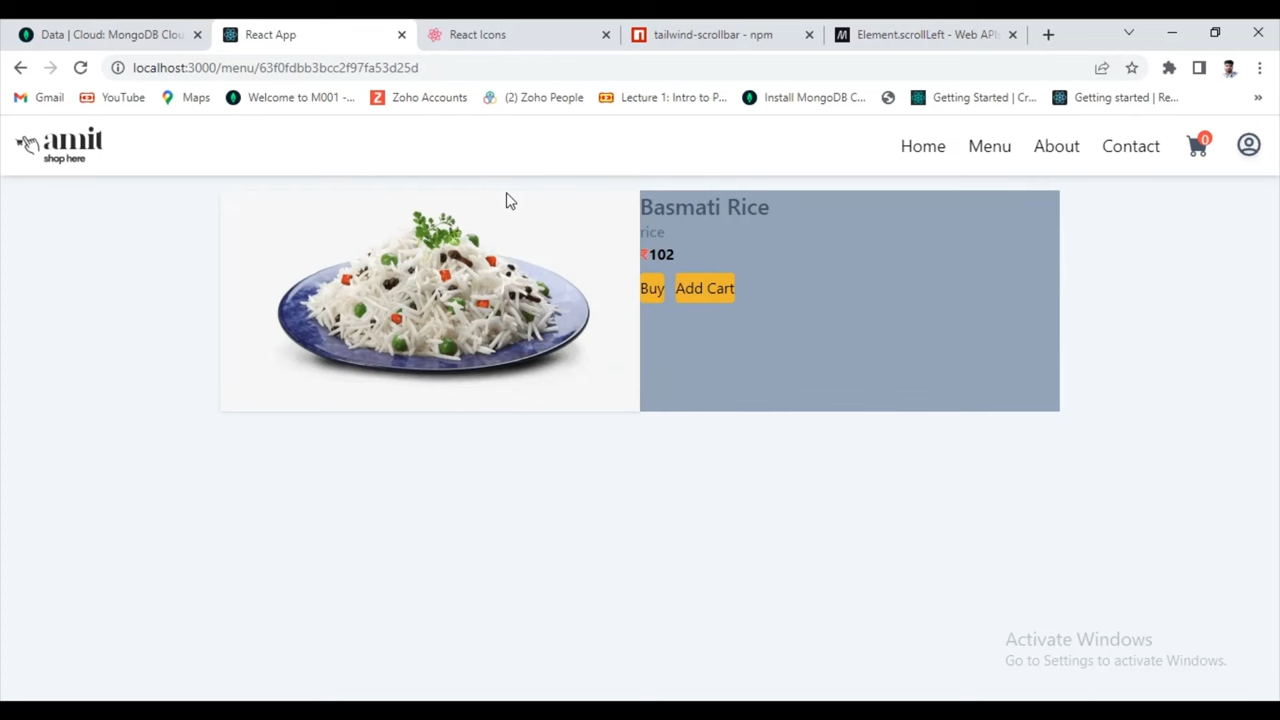 Data | Cloud: MongoDB Clou
React App
React Icons
tailwind-scrollbar - npm
Element.scrollLeft - Web APIs
localhost:3000/menu/63f0fdbb3bcc2f97fa53d25d
Gmail
YouTube
Maps
Welcome to M001 -...
Zoho Accounts
(2) Zoho People
Lecture 1: Intro to P...
Install MongoDB C...
Getting Started | Cr...
Getting started | Re...
»
amit
shop here
Home
Menu
About
Contact
0
Basmati Rice
rice
₹102
Buy
Add Cart
Activate Windows
Go to Settings to activate Windows.